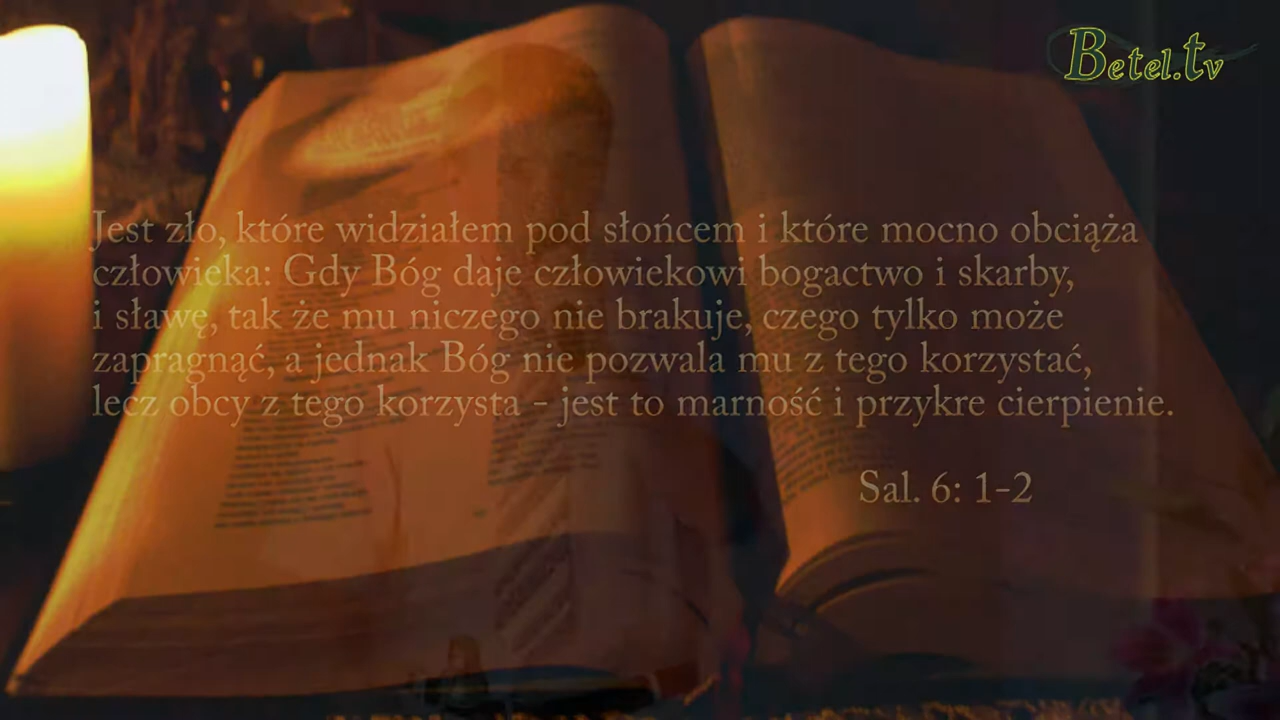 Betel.tv
Jest zło, które widziałem pod słońcem i które mocno obciąża
człowieka: Gdy Bóg daje człowiekowi bogactwo i skarby,
i sławę, tak że mu niczego nie brakuje, czego tylko może
zapragnąć, a jednak Bóg nie pozwala mu z tego korzystać,
lecz obcy z tego korzysta - jest to marność i przykre cierpienie.
Sal. 6: 1-2